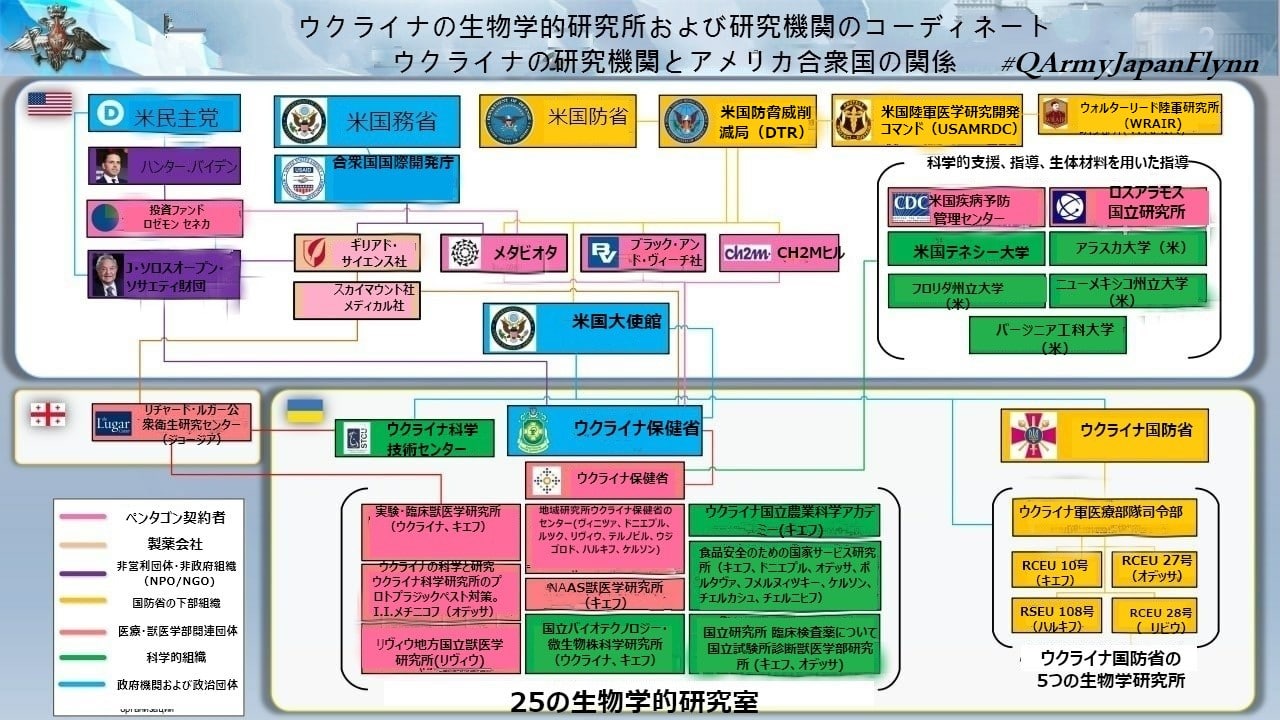 ウクライナの生物学的研究所および研究機関のコーディネート
ウクライナの研究機関とアメリカ合衆国の関係
#QArmyJapanFlynn
米民主党
米国務省
米国防省
米国防脅威削
減局（DTR）
米国陸軍医学研究開発
コマンド（USAMRDC）
ウォルターリード陸軍研究所
（WRAIR）
ハンター、バイデン
USAID
合衆国国際開発庁
科学的支援、指導、生体材料を用いた指導
投資ファンド
ロゼモン セネカ
CDC
米国疾病予防
管理センター
ロスアラモス
国立研究所
J・ソロスオープン・
ソサエティ財団
ギリアド・
サイエンス社
メタビオタ
BV
ブラック・アン
ド・ヴィーチ社
ch2m
CH2Mヒル
米国テネシー大学
アラスカ大学（米）
スカイマウント社
メディカル社
フロリダ州立大学
（米）
ニューメキシコ州立大学
（米）
米国大使館
バージニア工科大学
（米）
Lugar
リチャード・ルガー公
衆衛生研究センター
（ジョージア）
STCU
ウクライナ科学
技術センター
ウクライナ保健省
ウクライナ国防省
ウクライナ保健省
ペンタゴン契約者
製薬会社
非営利団体・非政府組織
（NPO/NGO）
国防省の下部組織
医療・獣医学部関連団体
科学的組織
政府機関および政治団体
実験・臨床獣医学研究所
（ウクライナ、キエフ）
地域研究所ウクライナ保健省の
センター(ヴィニツァ、ドニエプル、
ルツク、リヴィウ、テルノビル、ウジ
ゴロド、ハルキフ、ケルソン)
ウクライナ国立農業科学アカデ
ミー(キエフ)
ウクライナの科学と研究
ウクライナ科学研究所のプ
ロトプラジックペスト対策。
I.I.メチニコフ（オデッサ）
NAAS獣医学研究所
（キエフ）
食品安全のための国家サービス研究
所（キエフ、ドニエプル、オデッサ、ポ
ルタヴァ、フメルヌィツキー、ケルソン、
チェルカシュ、チェルニヒフ）
リヴィウ地方国立獣医学
研究所(リヴィウ)
国立バイオテクノロジー・
微生物株科学研究所
（ウクライナ、キエフ）
国立研究所 臨床検査薬について
国立試験所診断獣医学部研究
所（キエフ、オデッサ）
25の生物学的研究室
ウクライナ軍医療部隊司令部
RCEU 10号
（キエフ）
RCEU 27号
（オデッサ）
RSEU 108号
（ハルキフ）
RCEU 28号
（ リビウ）
ウクライナ国防省の
5つの生物学研究所